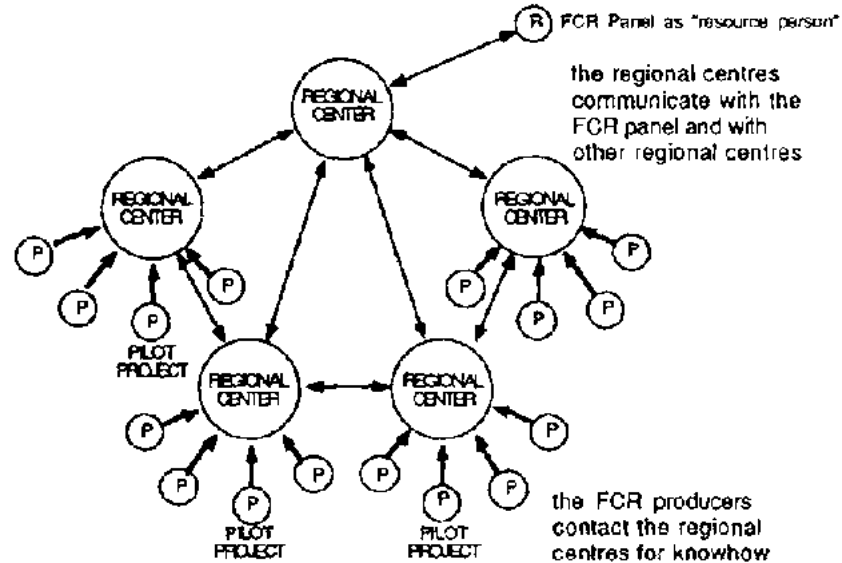 R FCR Panel as "resource person"
the regional centres
communicate with the
FCR panel and with
other regional centres
REGIONAL
CENTER
REGIONAL
CENTER
REGIONAL
CENTER
P
P
P
P
P
P
P
P
PILOT
PROJECT
REGIONAL
CENTER
REGIONAL
CENTER
P
P
P
P
P
P
P
P
PILOT
PROJECT
PILOT
PROJECT
the FCR producers
contact the regional
centres for knowhow